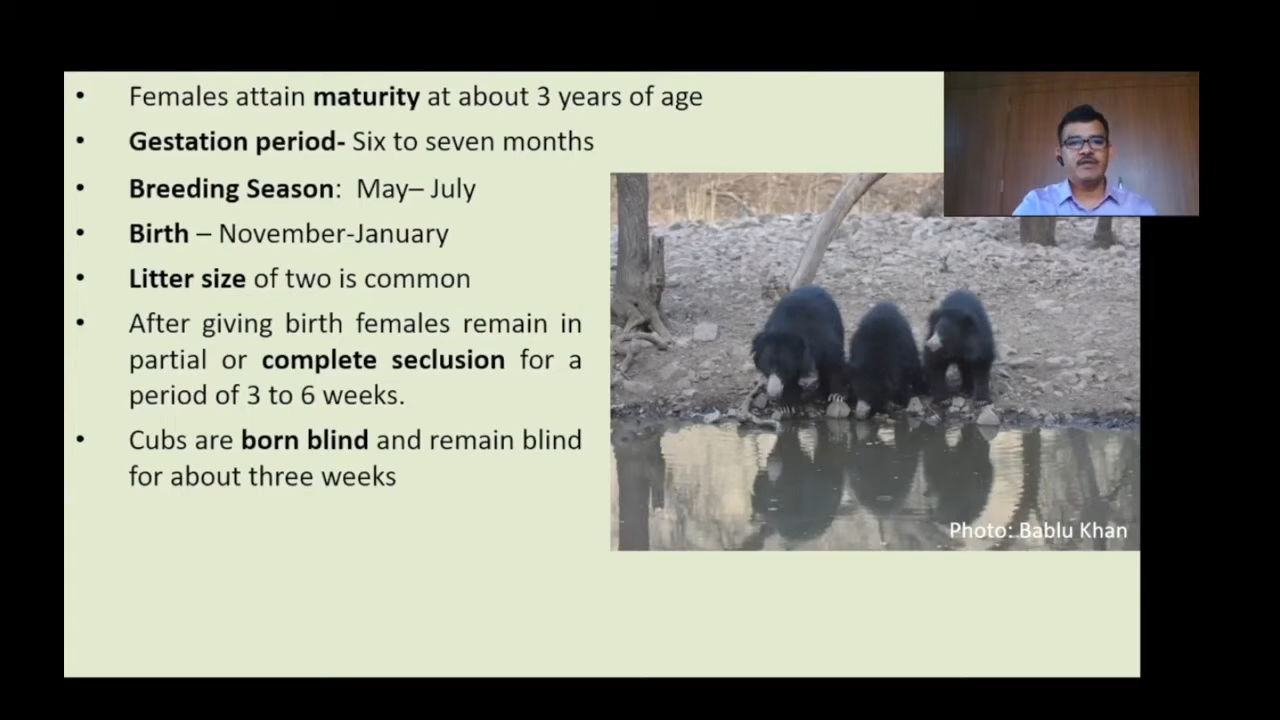 • Females attain maturity at about 3 years of age
• Gestation period- Six to seven months
• Breeding Season:  May– July
• Birth – November-January
• Litter size of two is common
• After giving birth females remain in
partial or complete seclusion for a
period of 3 to 6 weeks.
• Cubs are born blind and remain blind
for about three weeks
Photo: Bablu Khan